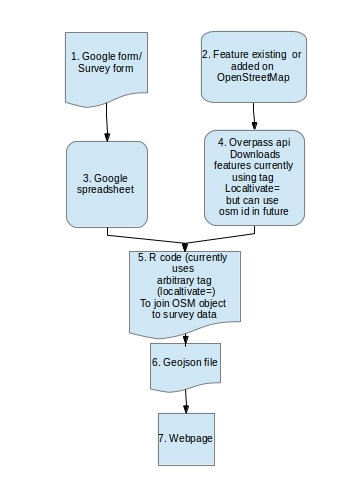 1. Google form/
Survey form
2. Feature existing or
added on
OpenStreetMap
3. Google
spreadsheet
4. Overpass api
Downloads
features currently
using tag
Localtivate=
but can use
osm id in future
5. R code (currently
uses
arbitrary tag
(localtivate=)
To join OSM object
to survey data
6. Geojson file
7. Webpage